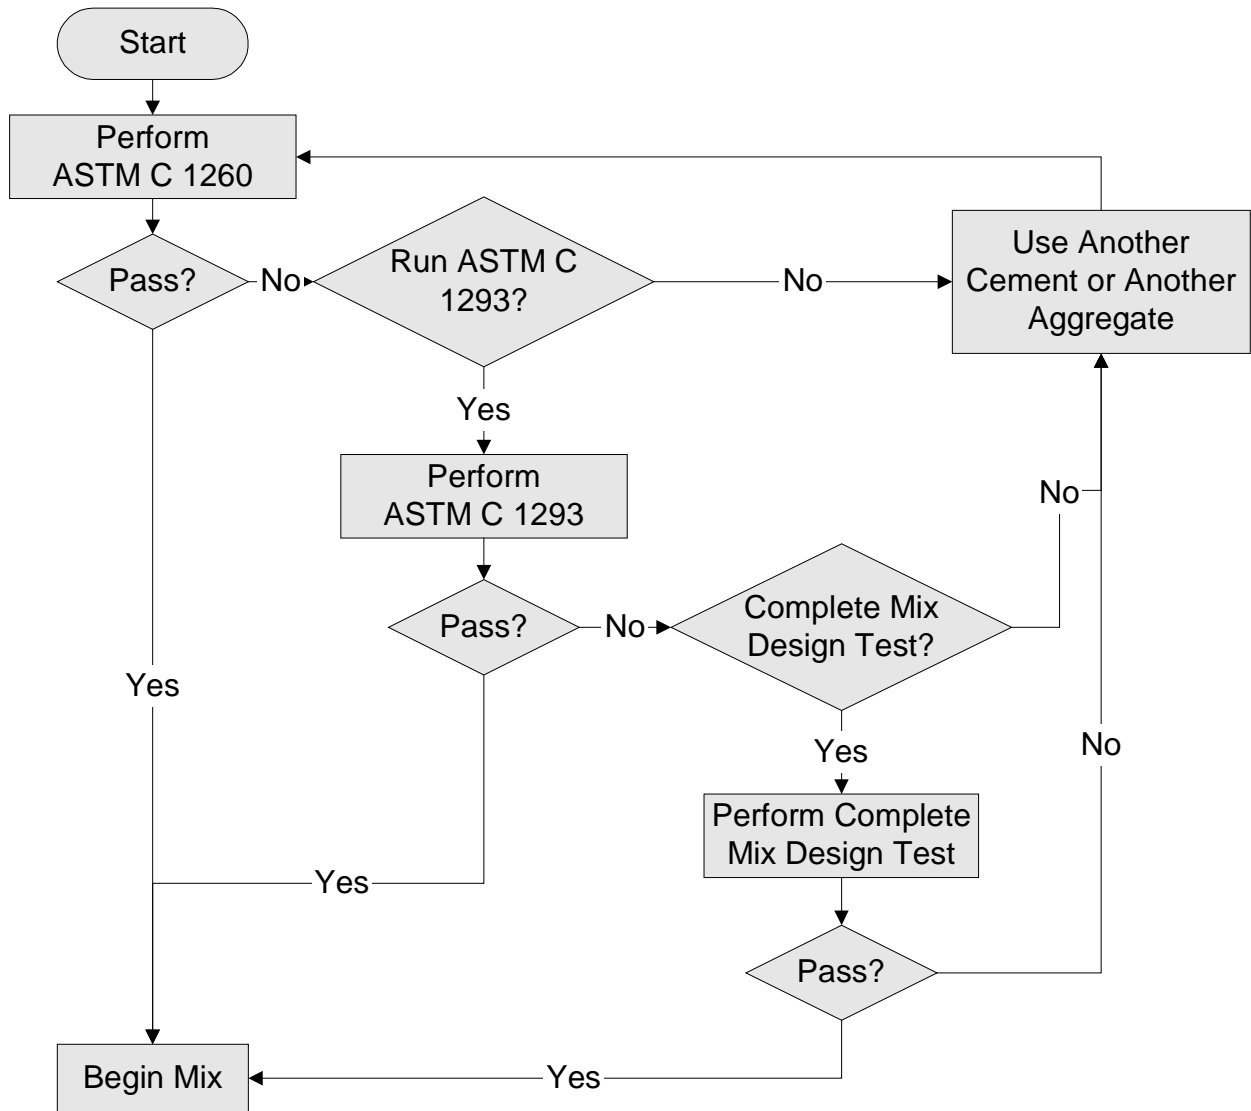 Start
Perform
ASTM C 1260
Pass?
No
Run ASTM C
1293?
No
Use Another
Cement or Another
Aggregate
Yes
Perform
ASTM C 1293
Pass?
No
Complete Mix
Design Test?
No
Yes
Yes
No
Perform Complete
Mix Design Test
Yes
Pass?
Begin Mix
Yes